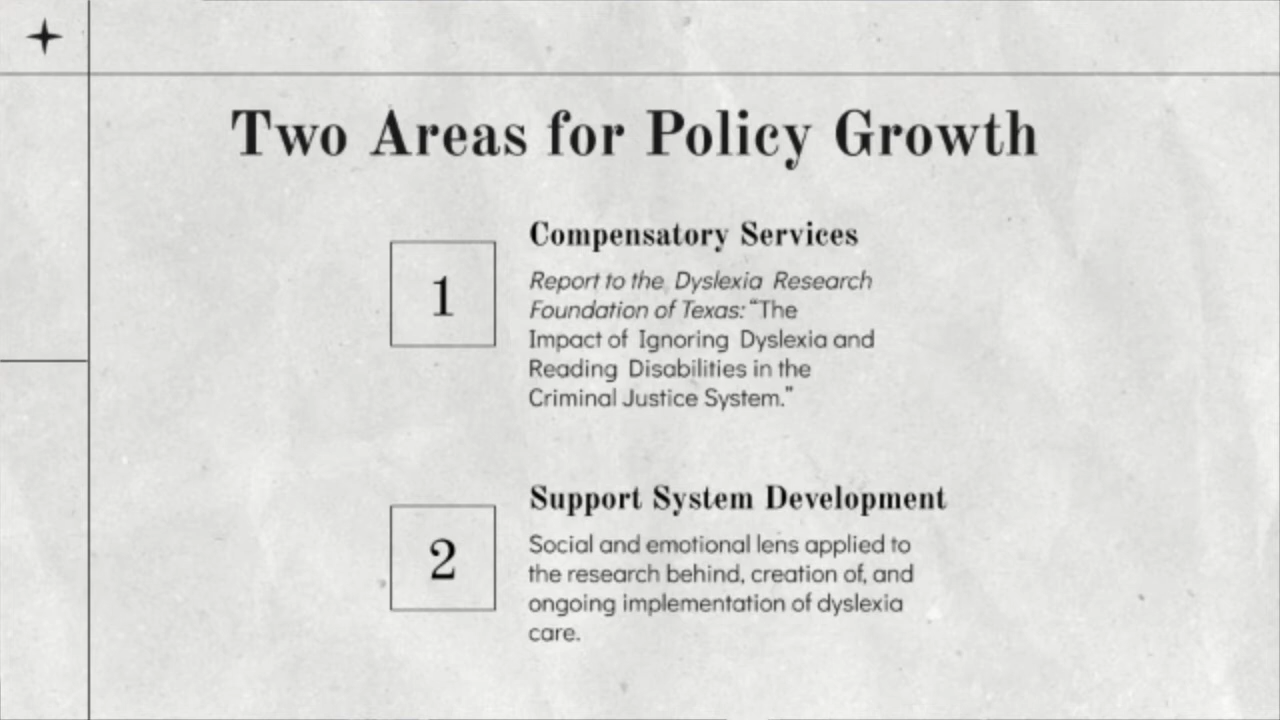 Two Areas for Policy Growth
1
Compensatory Services
Report to the Dyslexia Research
Foundation of Texas: “The
Impact of Ignoring Dyslexia and
Reading Disabilities in the
Criminal Justice System.”
2
Support System Development
Social and emotional lens applied to
the research behind, creation of, and
ongoing implementation of dyslexia
care.